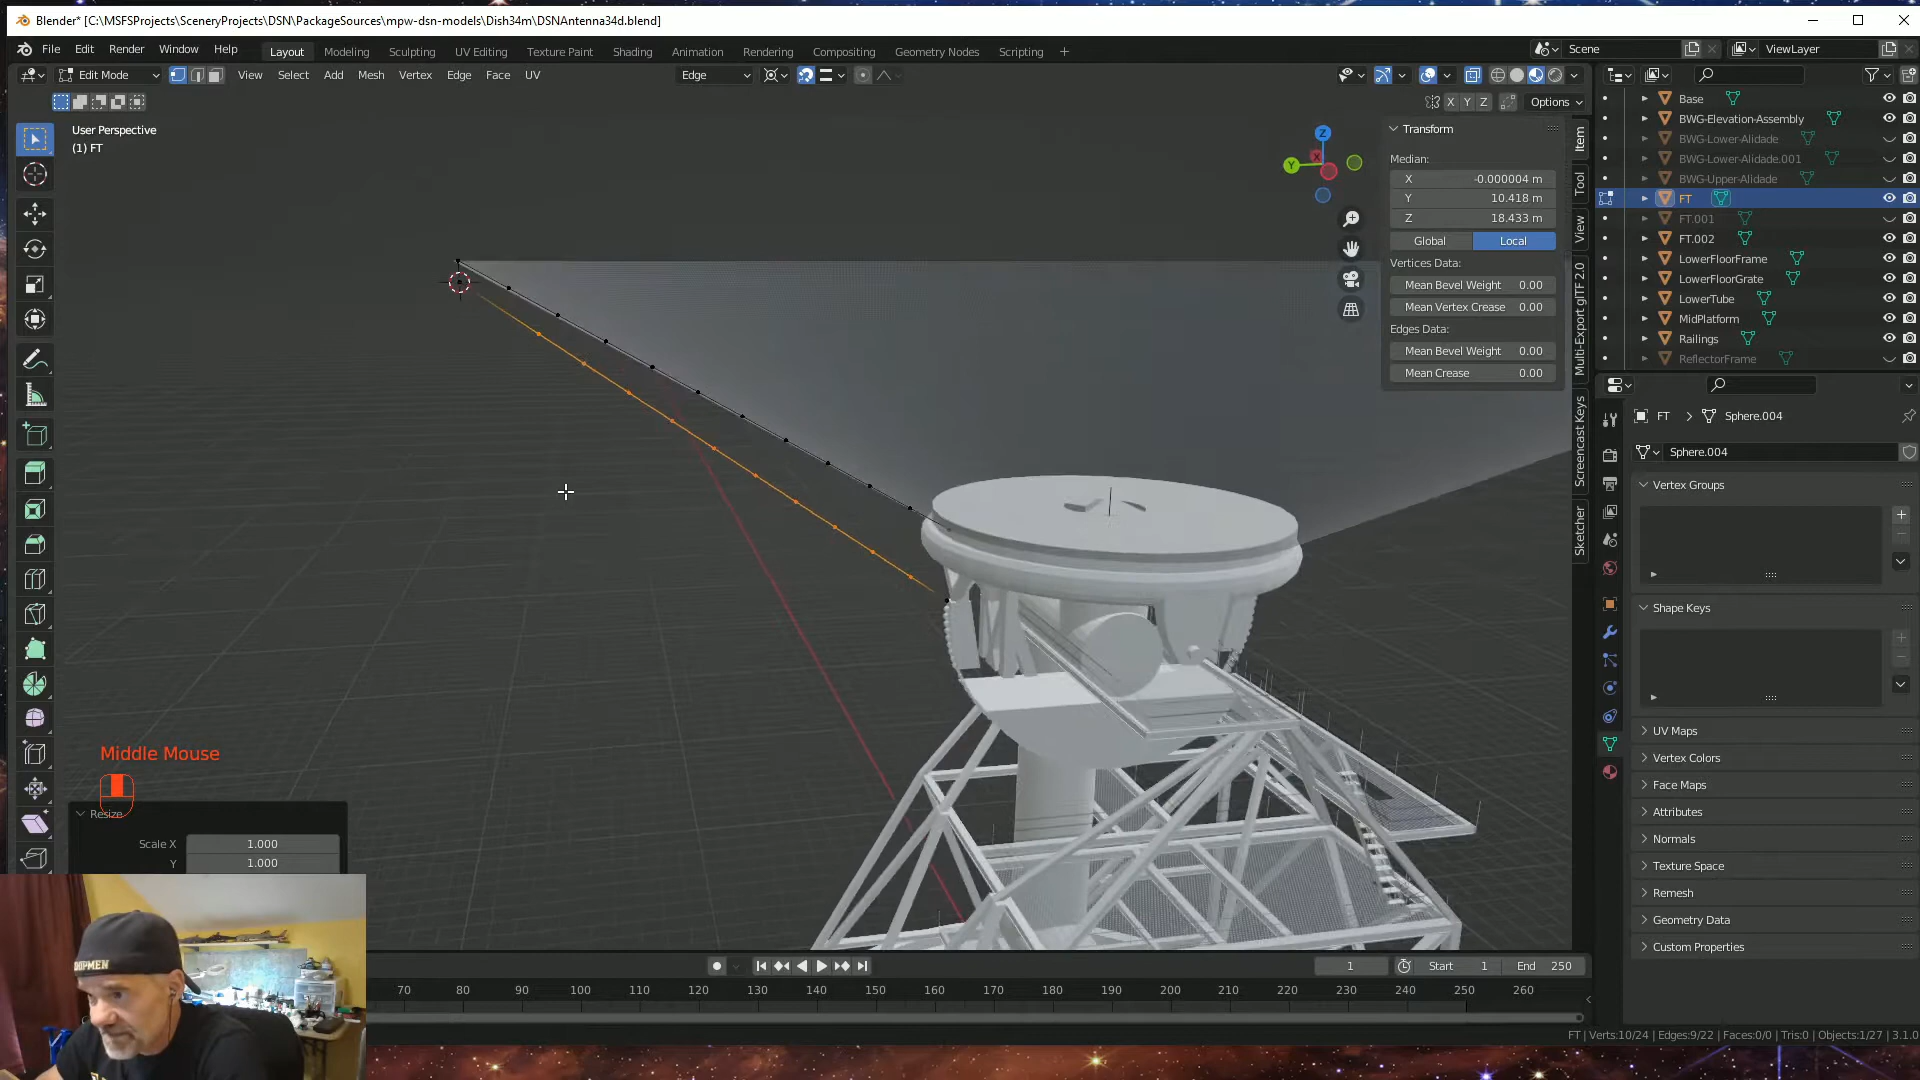 Blender* [C:\MSFSProjects\SceneryProjects\DSN\PackageSources\mpw-dsn-models\Dish34m\DSNAntenna34d.blend]
File Edit Render Window Help Layout Modeling Sculpting UV Editing Texture Paint Shading Animation Rendering Compositing Geometry Nodes Scripting + Scene ViewLayer
Edit Mode View Select Add Mesh Vertex Edge Face UV Edge
X Y Z Options
User Perspective
(1) FT
Z
Y
X
Transform
Median:
X -0.000004 m
Y 10.418 m
Z 18.433 m
Global Local
Vertices Data:
Mean Bevel Weight 0.00
Mean Vertex Crease 0.00
Edges Data:
Mean Bevel Weight 0.00
Mean Crease 0.00
Item
Tool
View
Multi-Export glTF 2.0
Screencast Keys
Sketcher
Base
BWG-Elevation-Assembly
BWG-Lower-Alidade
BWG-Lower-Alidade.001
BWG-Upper-Alidade
FT
FT.001
FT.002
LowerFloorFrame
LowerFloorGrate
LowerTube
MidPlatform
Railings
ReflectorFrame
FT Sphere.004
Sphere.004
Vertex Groups
Shape Keys
UV Maps
Vertex Colors
Face Maps
Attributes
Normals
Texture Space
Remesh
Geometry Data
Custom Properties
Middle Mouse
Resize
Scale X 1.000
Y 1.000
1 Start 1 End 250
70 80 90 100 110 120 130 140 150 160 170 180 190 200 210 220 230 240 250 260
FT | Verts:10/24 | Edges:9/22 | Faces:0/0 | Tris:0 | Objects:1/27 | 3.1.0